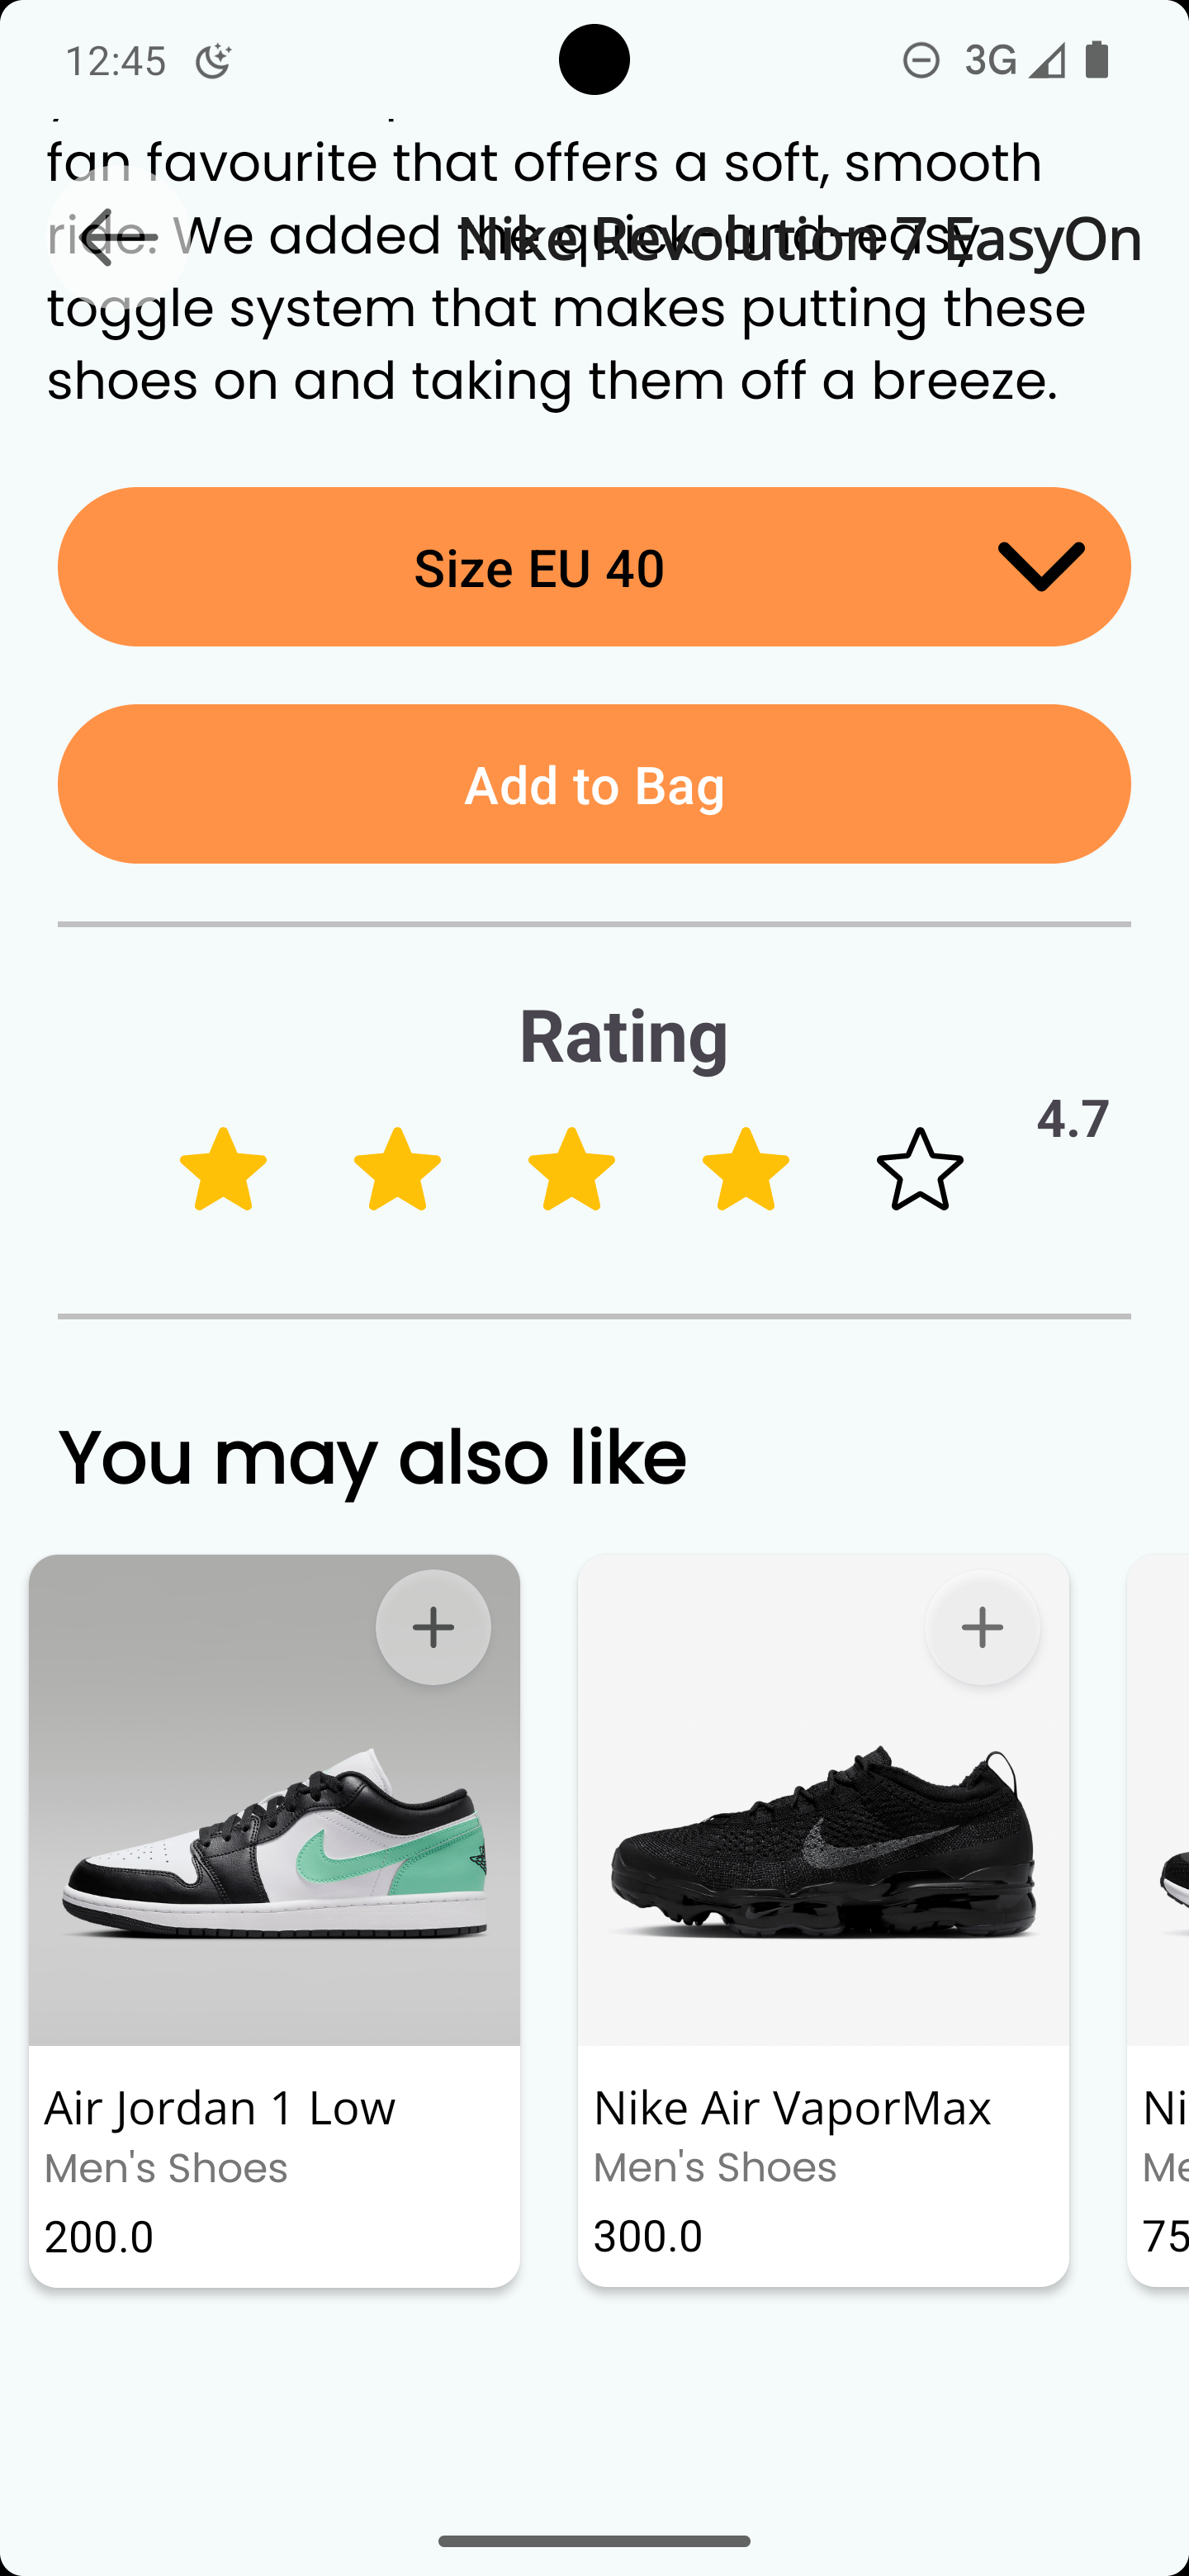 12:45
3G
fan favourite that offers a soft, smooth
ride. We added the quick-and-easy
Nike Revolution 7 EasyOn
toggle system that makes putting these
shoes on and taking them off a breeze.
Size EU 40
Add to Bag
Rating
4.7
You may also like
Air Jordan 1 Low
Men's Shoes
200.0
Nike Air VaporMax
Men's Shoes
300.0
Ni
Me
75